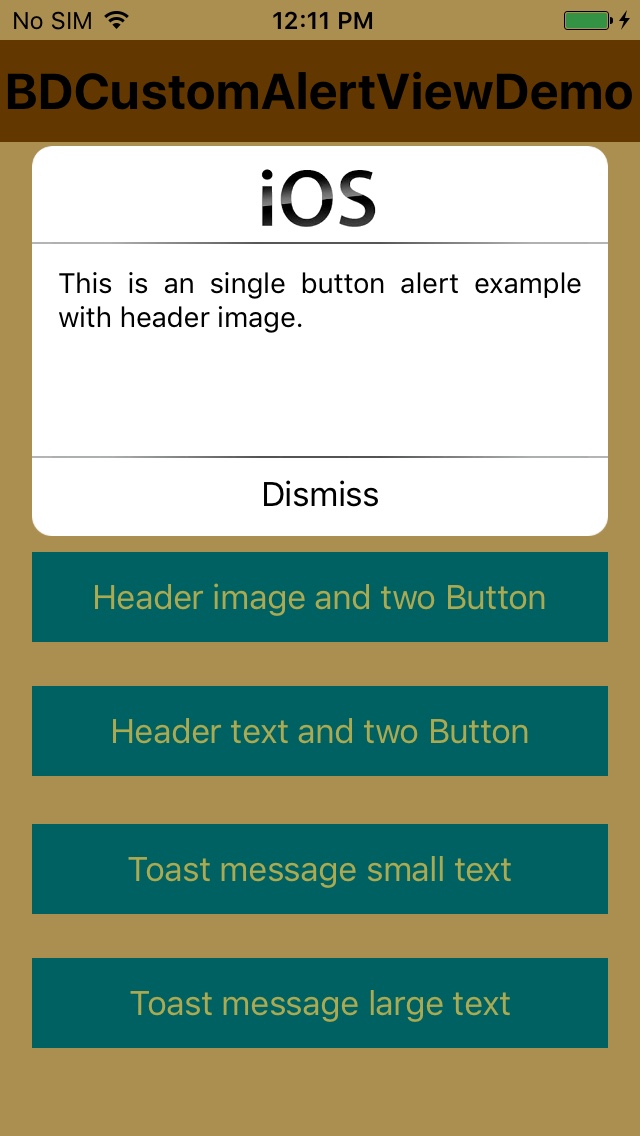 No SIM 12:11 PM
BDCustomAlertViewDemo
iOS
This is an single button alert example
with header image.
Dismiss
Header image and two Button
Header text and two Button
Toast message small text
Toast message large text